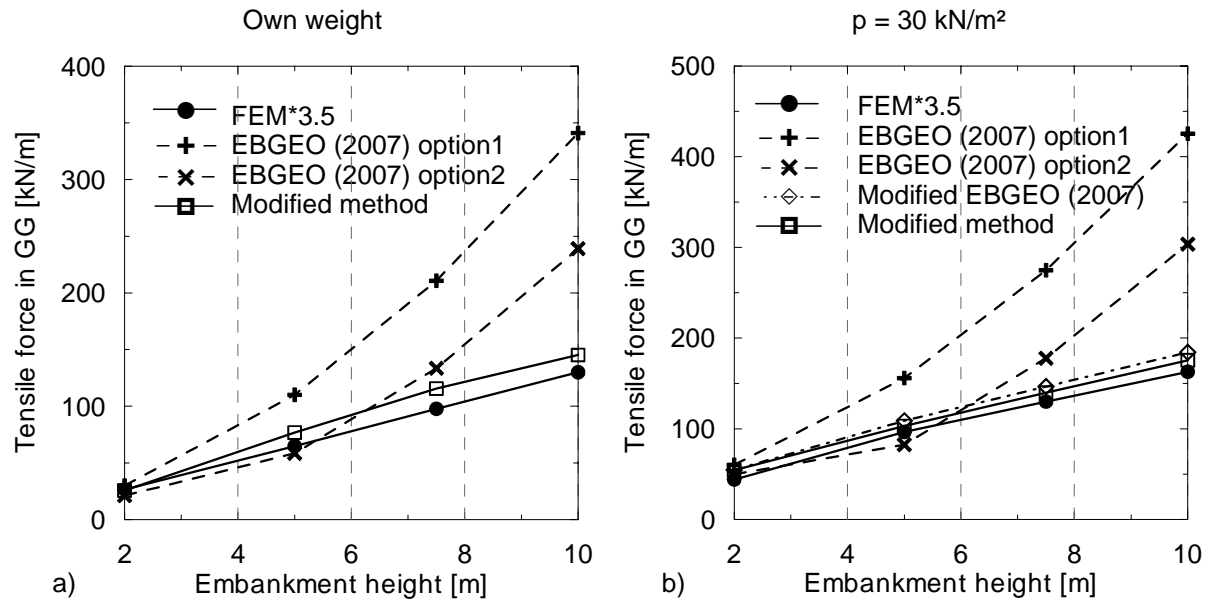 Own weight
400
300
200
100
0
Tensile force in GG [kN/m]
FEM*3.5
EBGEO (2007) option1
EBGEO (2007) option2
Modified method
2 4 6 8 10
a) Embankment height [m]
p = 30 kN/m²
500
400
300
200
100
0
Tensile force in GG [kN/m]
FEM*3.5
EBGEO (2007) option1
EBGEO (2007) option2
Modified EBGEO (2007)
Modified method
2 4 6 8 10
b) Embankment height [m]